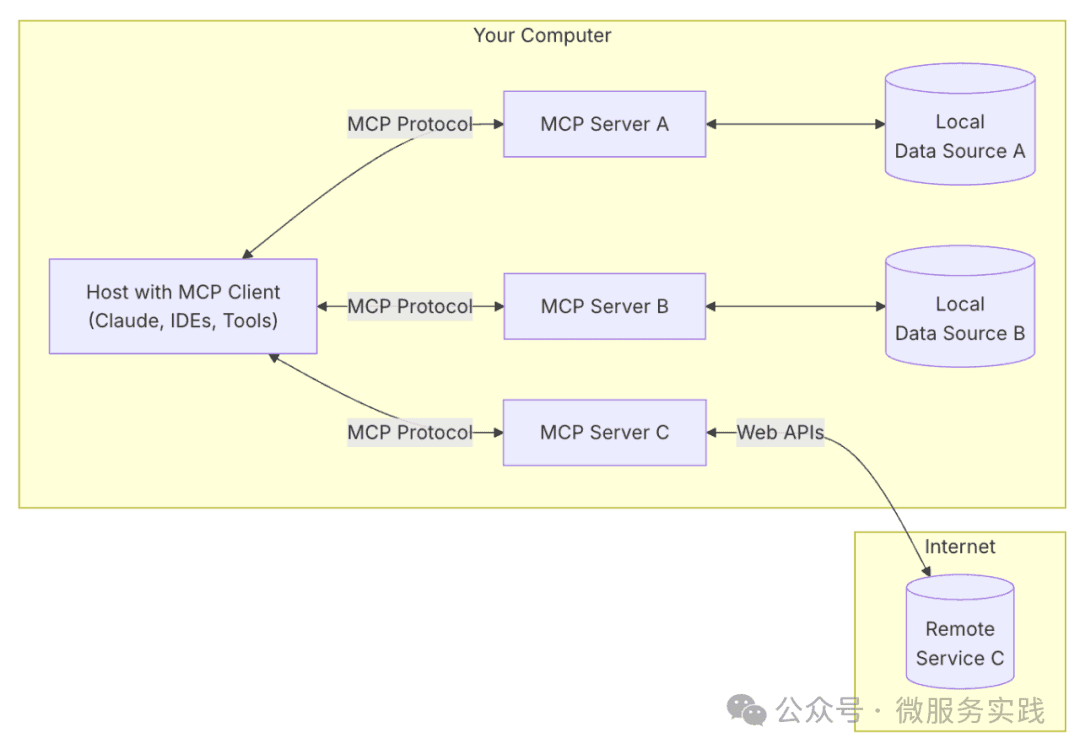 Your Computer
MCP Protocol
MCP Server A
Local
Data Source A
Host with MCP Client
(Claude, IDEs, Tools)
MCP Protocol
MCP Server B
Local
Data Source B
MCP Protocol
MCP Server C
Web APIs
Internet
Remote
Service C
公众号 · 微服务实践